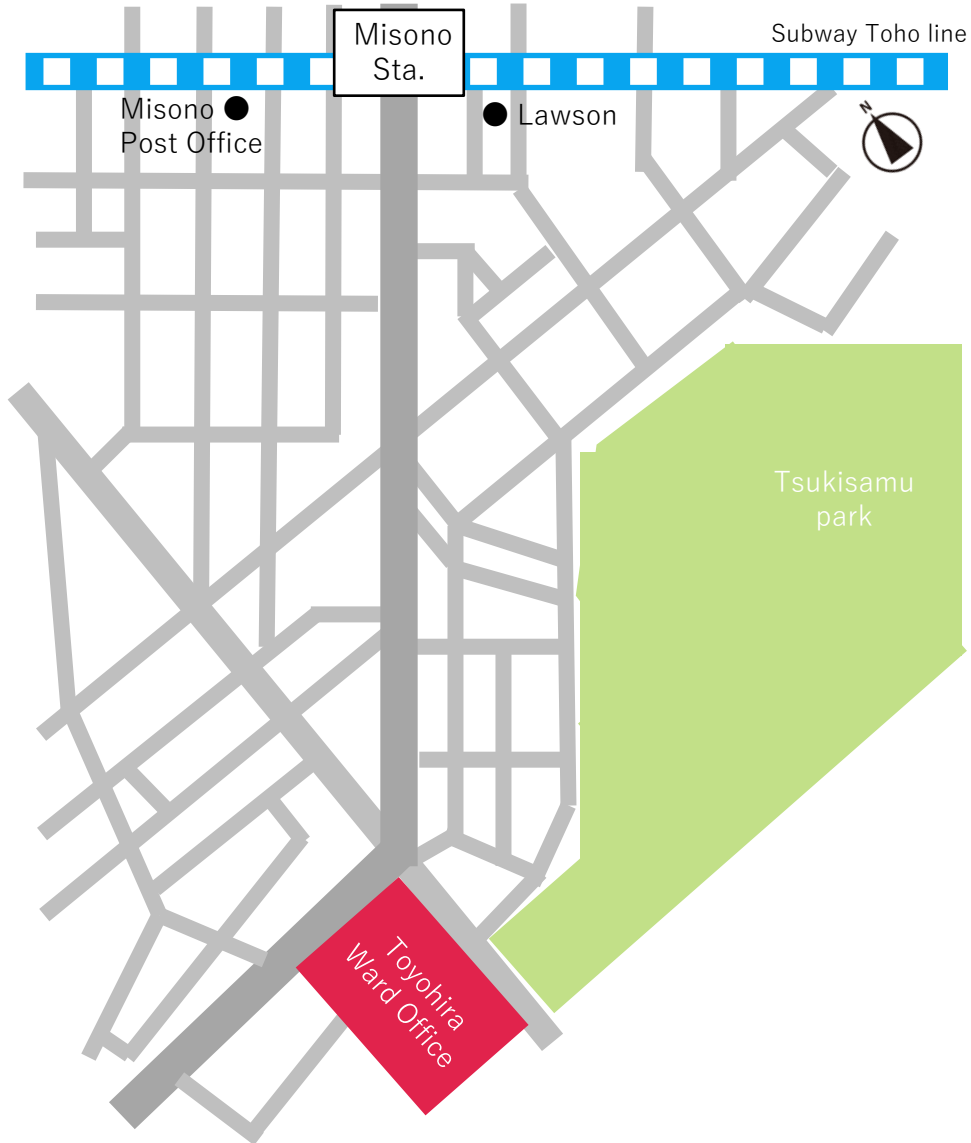 Misono
Sta.
Subway Toho line
Misono
Post Office
Lawson
N
Tsukisamu
park
Toyohira
Ward Office